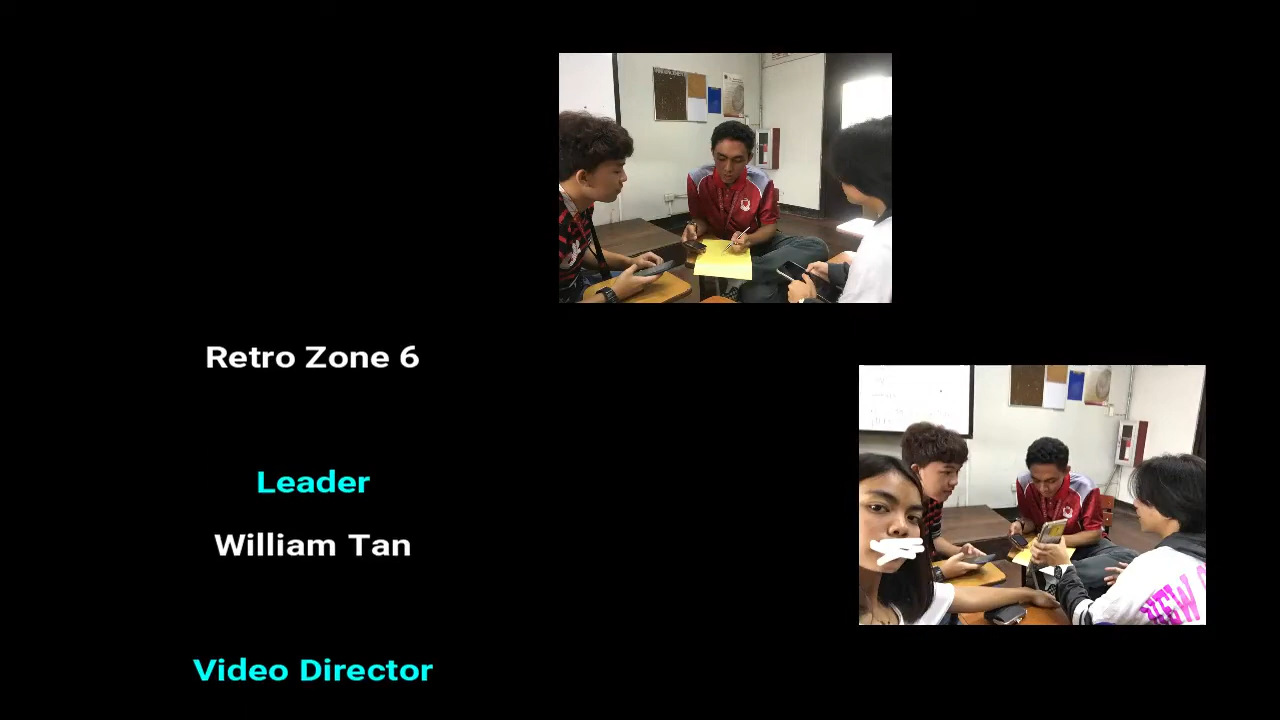 Retro Zone 6
Leader
William Tan
Video Director